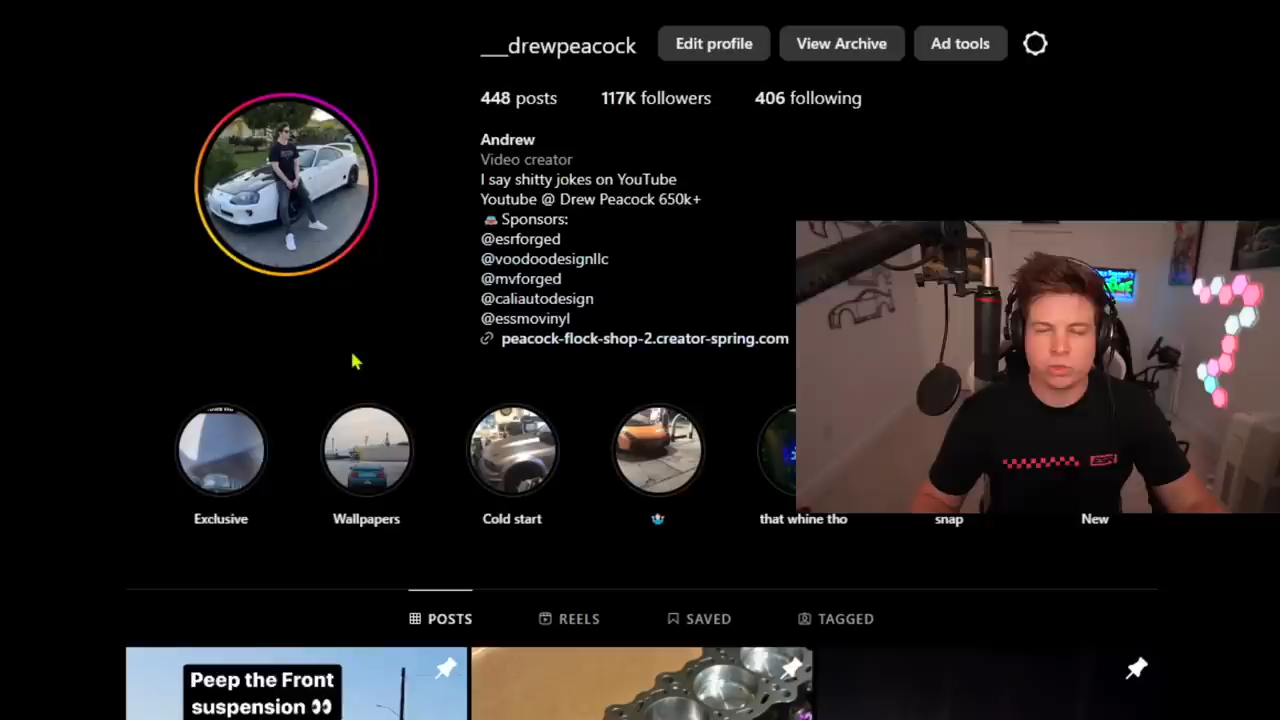 ___drewpeacock
Edit profile
View Archive
Ad tools
448 posts
117K followers
406 following
Andrew
Video creator
I say shitty jokes on YouTube
Youtube @ Drew Peacock 650k+
Sponsors:
@esrforged
@voodoodesignllc
@mvforged
@caliautodesign
@essmovinyl
peacock-flock-shop-2.creator-spring.com
ESR
Exclusive
Wallpapers
Cold start
that whine tho
snap
New
POSTS
REELS
SAVED
TAGGED
Peep the Front
suspension 👀